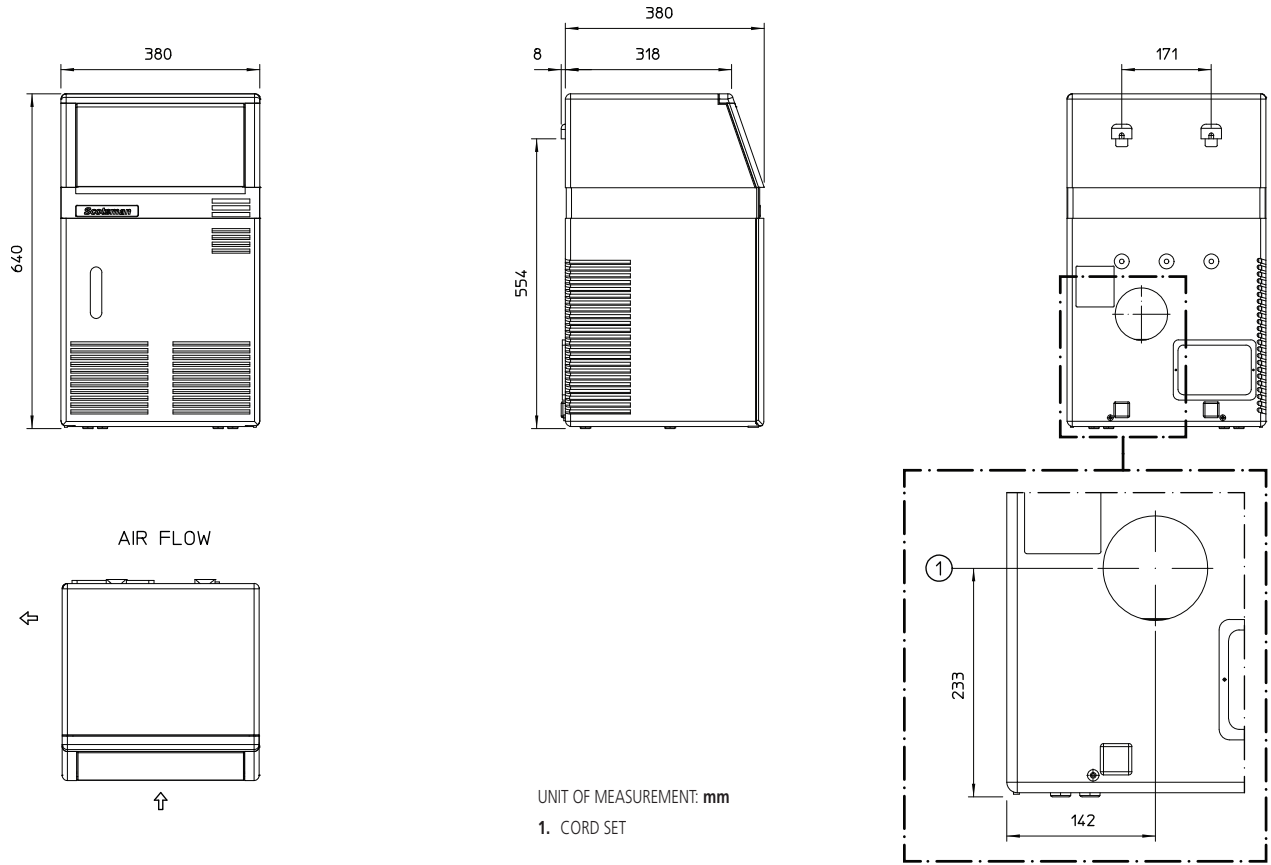 380
8
318
380
171
640
Scotsman
554
AIR FLOW
1
233
142
UNIT OF MEASUREMENT: mm
1. CORD SET